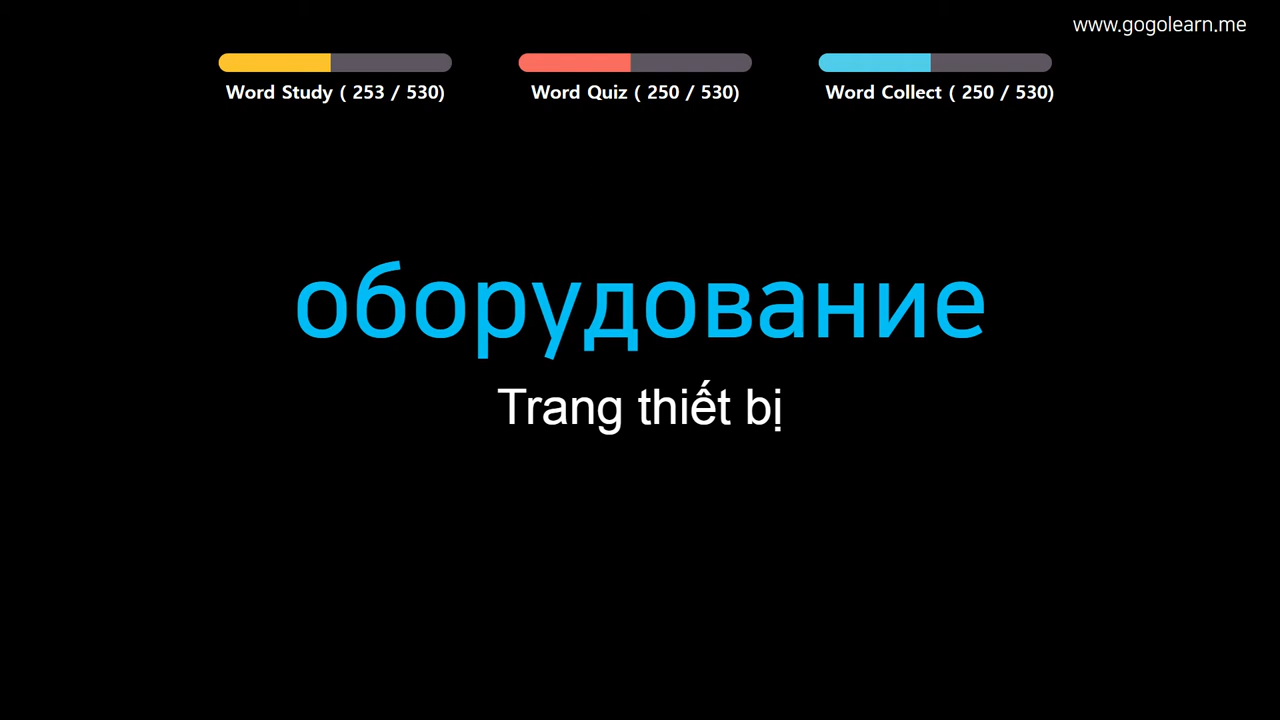 www.gogolearn.me
Word Study ( 253 / 530)
Word Quiz ( 250 / 530)
Word Collect ( 250 / 530)
оборудование
Trang thiết bị